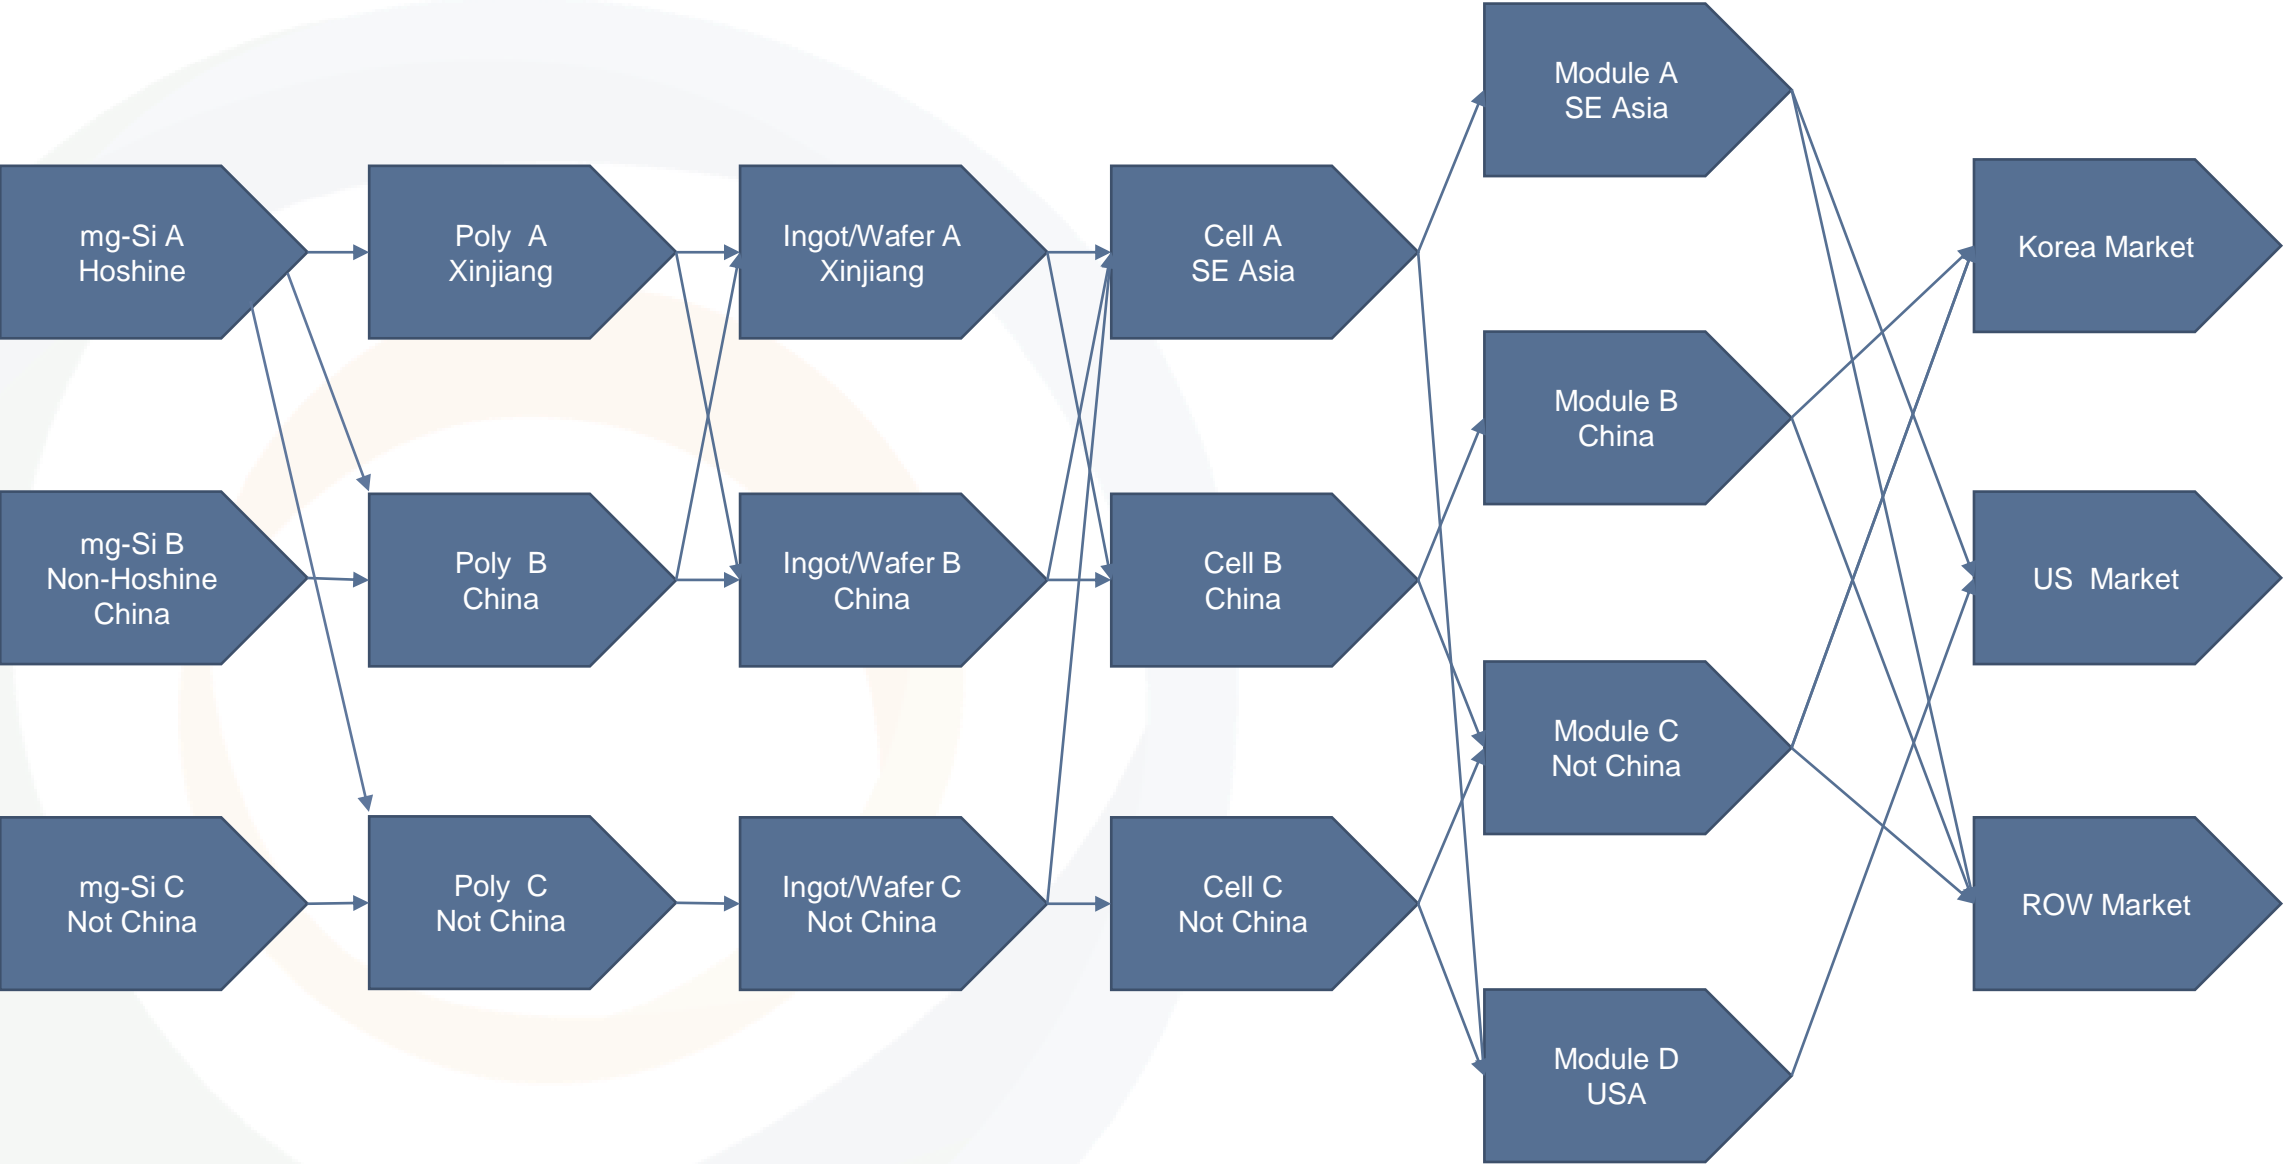 mg-Si A
Hoshine
mg-Si B
Non-Hoshine
China
mg-Si C
Not China
Poly A
Xinjiang
Poly B
China
Poly C
Not China
Ingot/Wafer A
Xinjiang
Ingot/Wafer B
China
Ingot/Wafer C
Not China
Cell A
SE Asia
Cell B
China
Cell C
Not China
Module A
SE Asia
Module B
China
Module C
Not China
Module D
USA
Korea Market
US Market
ROW Market